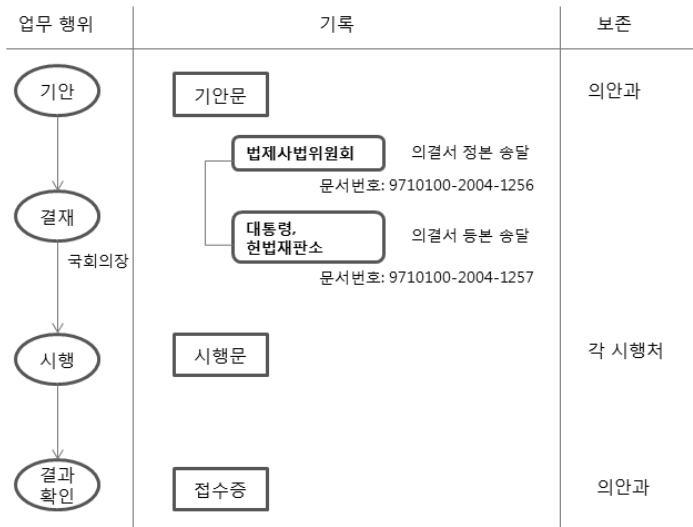 업무 행위 기록 보존
기안 기안문 의안과
법제사법위원회 의결서 정본 송달
문서번호: 9710100-2004-1256
결재
대통령, 
헌법재판소 의결서 등본 송달
국회의장
문서번호: 9710100-2004-1257
시행 시행문 각 시행처
결과
확인 접수증 의안과